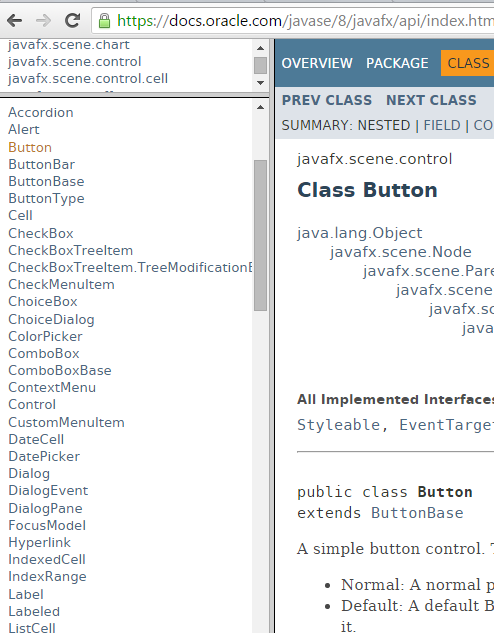 https://docs.oracle.com/javase/8/javafx/api/index.htm
javafx.scene.chart
javafx.scene.control
javafx.scene.control.cell
Accordion
Alert
Button
ButtonBar
ButtonBase
ButtonType
Cell
CheckBox
CheckBoxTreeItem
CheckBoxTreeItem.TreeModificationE
CheckMenuItem
ChoiceBox
ChoiceDialog
ColorPicker
ComboBox
ComboBoxBase
ContextMenu
Control
CustomMenuItem
DateCell
DatePicker
Dialog
DialogEvent
DialogPane
FocusModel
Hyperlink
IndexedCell
IndexRange
Label
Labeled
ListCell
OVERVIEW PACKAGE CLASS
PREV CLASS NEXT CLASS
SUMMARY: NESTED | FIELD | CO
javafx.scene.control
Class Button
java.lang.Object
javafx.scene.Node
javafx.scene.Pare
javafx.scene.
javafx.sc
java
All Implemented Interfaces
Styleable, EventTarget
public class Button
extends ButtonBase
A simple button control. T
• Normal: A normal p
• Default: A default B
it.